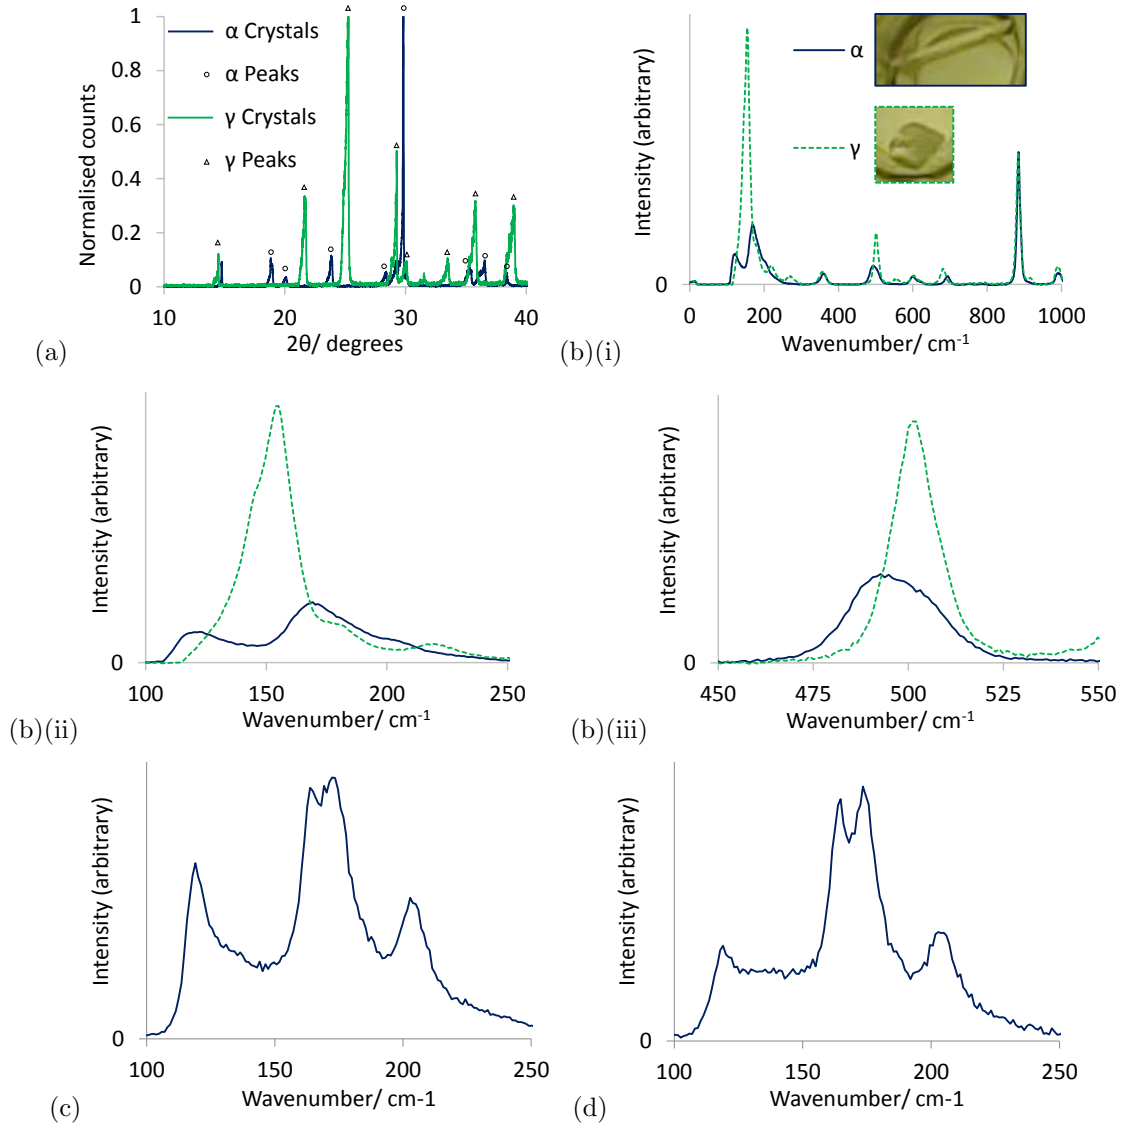 Normalised counts
1
0.8
0.6
0.4
0.2
0
α Crystals
α Peaks
γ Crystals
γ Peaks
10 20 30 40
2θ/ degrees
(a)
Intensity (arbitrary)
α
γ
0
0 200 400 600 800 1000
Wavenumber/ cm-1
(b)(i)
Intensity (arbitrary)
0
100 150 200 250
Wavenumber/ cm-1
(b)(ii)
Intensity (arbitrary)
0
450 475 500 525 550
Wavenumber/ cm-1
(b)(iii)
Intensity (arbitrary)
0
100 150 200 250
Wavenumber/ cm-1
(c)
Intensity (arbitrary)
0
100 150 200 250
Wavenumber/ cm-1
(d)